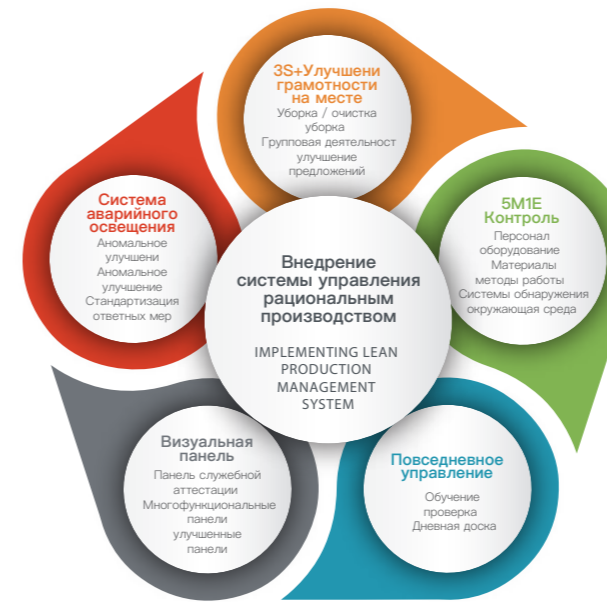 3S+Улучшени
грамотности
на месте
Уборка / очистка
уборка
Групповая деятельност
улучшение
предложений
Система
аварийного
освещения
Аномальное
улучшени
Аномальное
улучшение
Стандартизация
ответных мер
5M1E
Контроль
Персонал
оборудование
Материалы
методы работы
Системы обнаружения
окружающая среда
Внедрение
системы управления
рациональным
производством
IMPLEMENTING LEAN
PRODUCTION
MANAGEMENT
SYSTEM
Визуальная
панель
Панель служебной
аттестации
Многофункциональные
панели
улучшенные
панели
Повседневное
управление
Обучение
проверка
Дневная доска